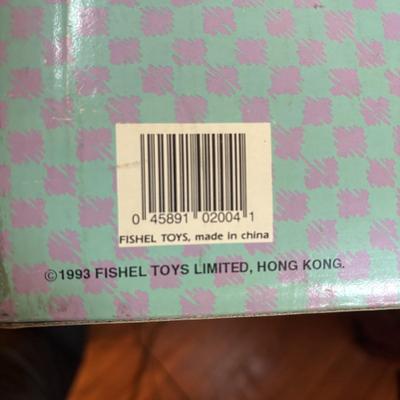 0 45891 02004 1
FISHEL TOYS, made in china
©1993 FISHEL TOYS LIMITED, HONG KONG.